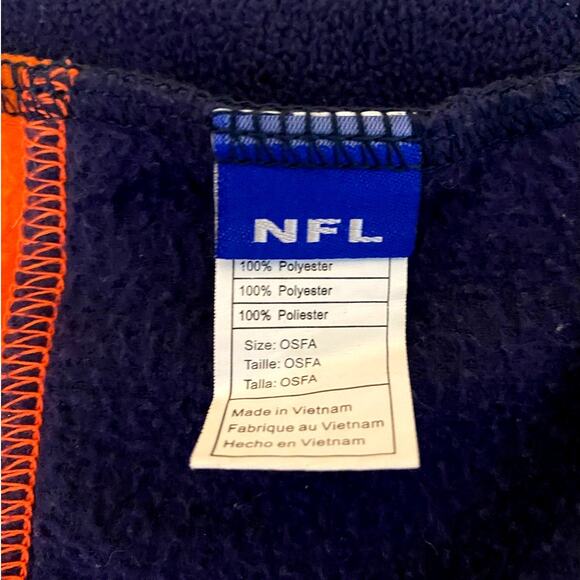 NFL
100% Polyester
100% Polyester
100% Poliester
Size: OSFA
Taille: OSFA
Talla: OSFA
Made in Vietnam
Fabrique au Vietnam
Hecho en Vietnam